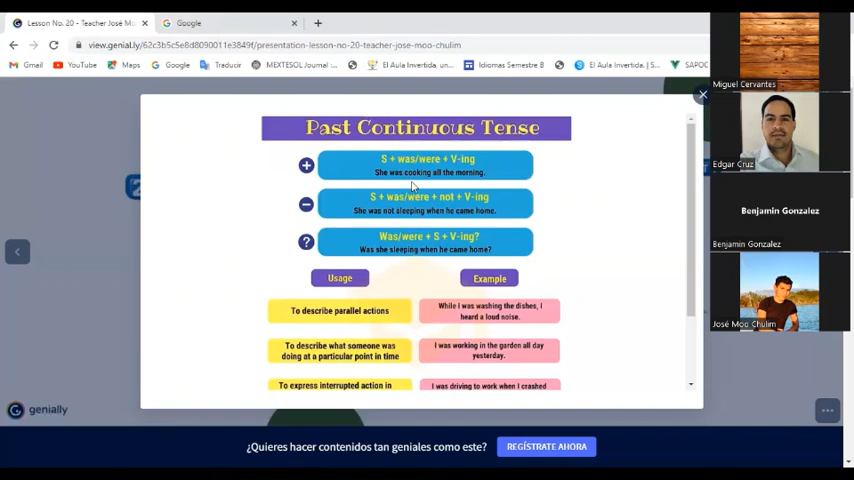 Lesson No. 20 - Teacher José Mo
Google
view.genial.ly/62c3b5c5e8d8090011e3849f/presentation-lesson-no-20-teacher-jose-moo-chulim
Gmail
YouTube
Maps
Google
Traducir
MEXTESOL Journal :..
El Aula Invertida, un...
Idiomas Semestre 8
El Aula Invertida. | S...
SAPOC
Past Continuous Tense
S + was/were + V-ing
She was cooking all the morning.
S + was/were + not + V-ing
She was not sleeping when he came home.
Was/were + S + V-ing?
Was she sleeping when he came home?
Usage
Example
To describe parallel actions
While I was washing the dishes, I
heard a loud noise.
To describe what someone was
doing at a particular point in time
I was working in the garden all day
yesterday.
To express interrupted action in
I was driving to work when I crashed
Miguel Cervantes
Edgar Cruz
Benjamin Gonzalez
Benjamin Gonzalez
José Moo Chulim
genially
¿Quieres hacer contenidos tan geniales como este?
REGÍSTRATE AHORA